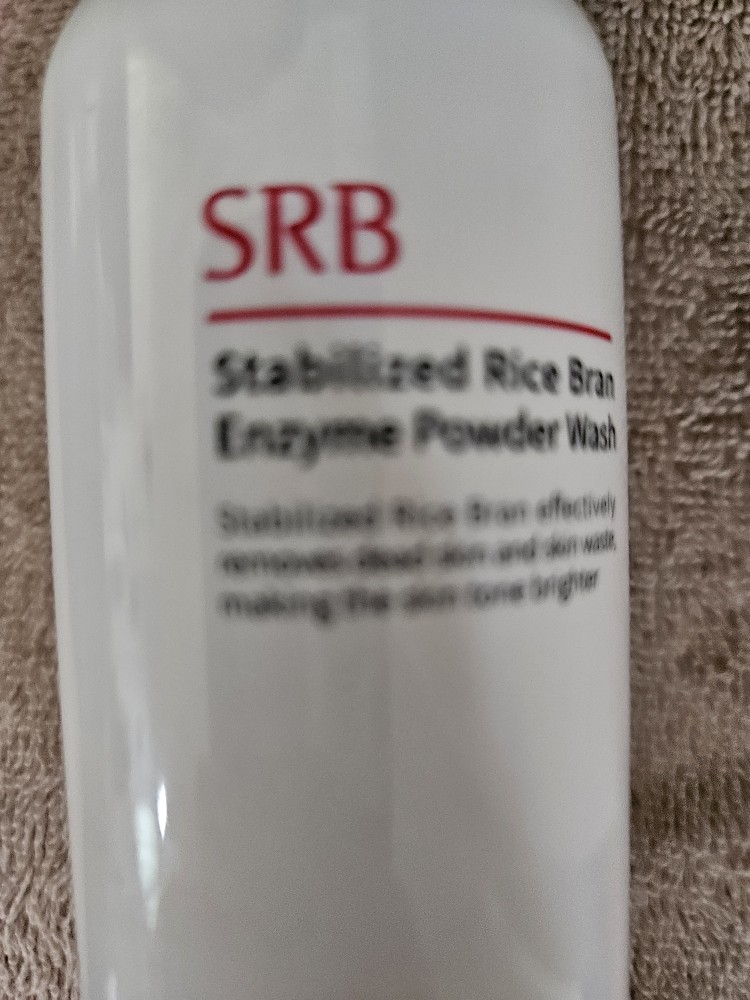 SRB
Stabilized Rice Bran
Enzyme Powder Wash
Stabilized Rice Bran effectively
removes dead skin and skin waste,
making the skin tone brighter